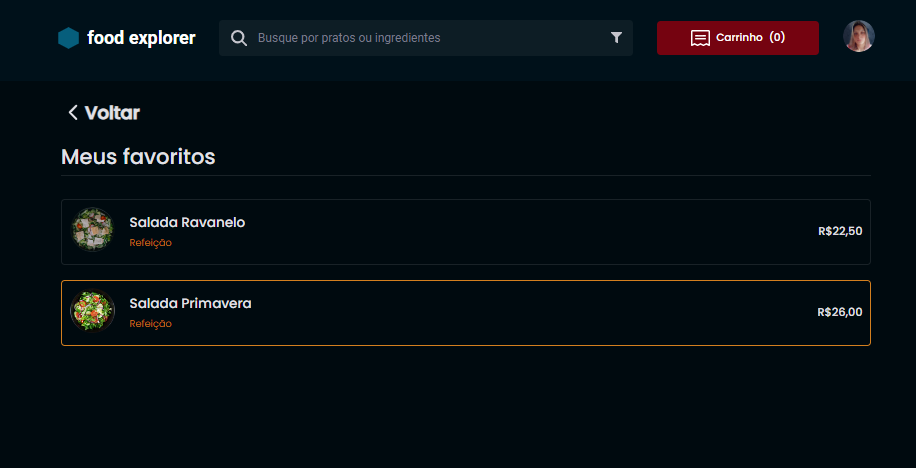 food explorer
Busque por pratos ou ingredientes
Carrinho (0)
Voltar
Meus favoritos
Salada Ravanelo
Refeição
R$22,50
Salada Primavera
Refeição
R$26,00